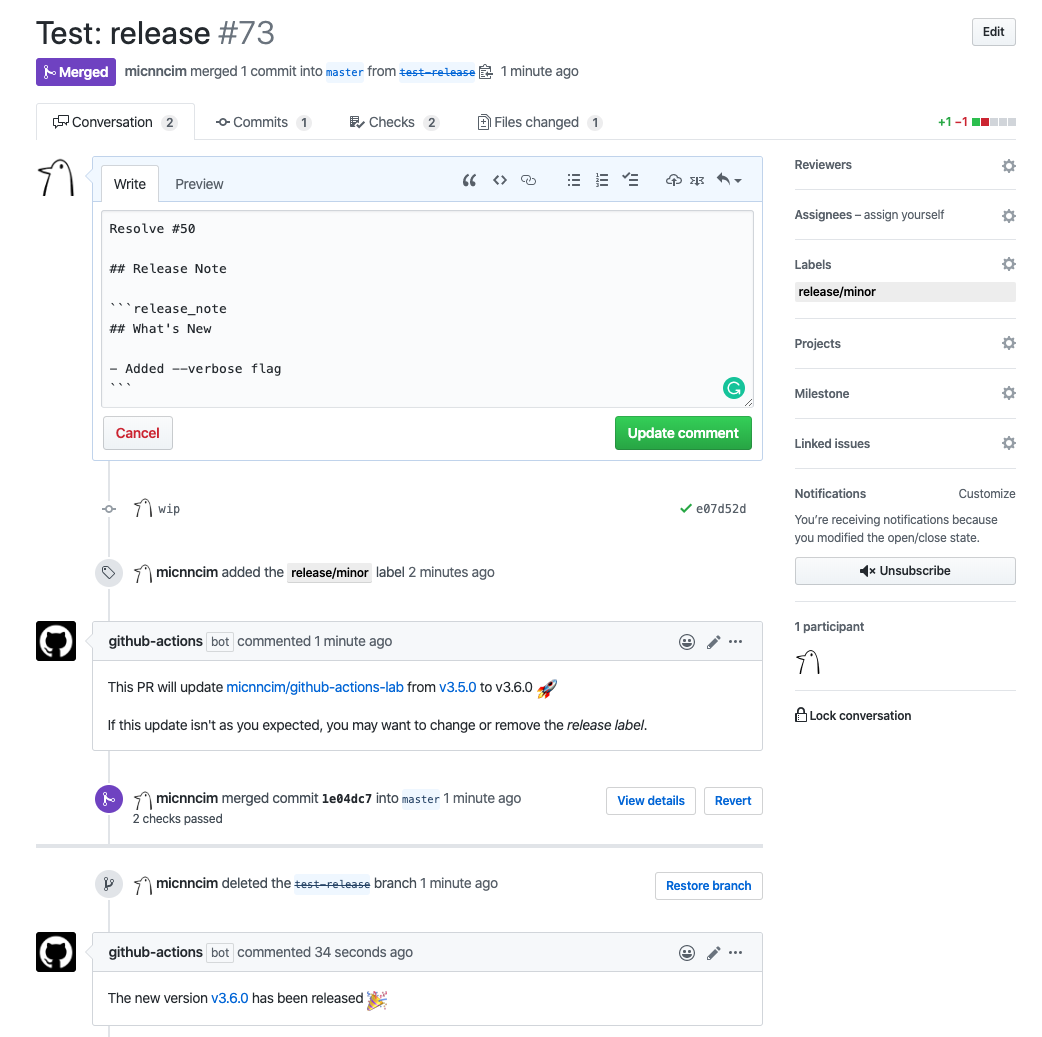 Test: release #73
Edit
Merged micnncim merged 1 commit into master from test-release 1 minute ago
Conversation 2 Commits 1 Checks 2 Files changed 1 +1 −1
Write Preview
Resolve #50
## Release Note
```release_note
## What's New
- Added --verbose flag
```
Cancel Update comment
wip e07d52d
micnncim added the release/minor label 2 minutes ago
github-actions bot commented 1 minute ago
This PR will update micnncim/github-actions-lab from v3.5.0 to v3.6.0 🚀
If this update isn't as you expected, you may want to change or remove the release label.
micnncim merged commit 1e04dc7 into master 1 minute ago
2 checks passed
View details Revert
micnncim deleted the test-release branch 1 minute ago
Restore branch
github-actions bot commented 34 seconds ago
The new version v3.6.0 has been released 🎉
Reviewers
Assignees – assign yourself
Labels
release/minor
Projects
Milestone
Linked issues
Notifications Customize
You're receiving notifications because
you modified the open/close state.
Unsubscribe
1 participant
Lock conversation